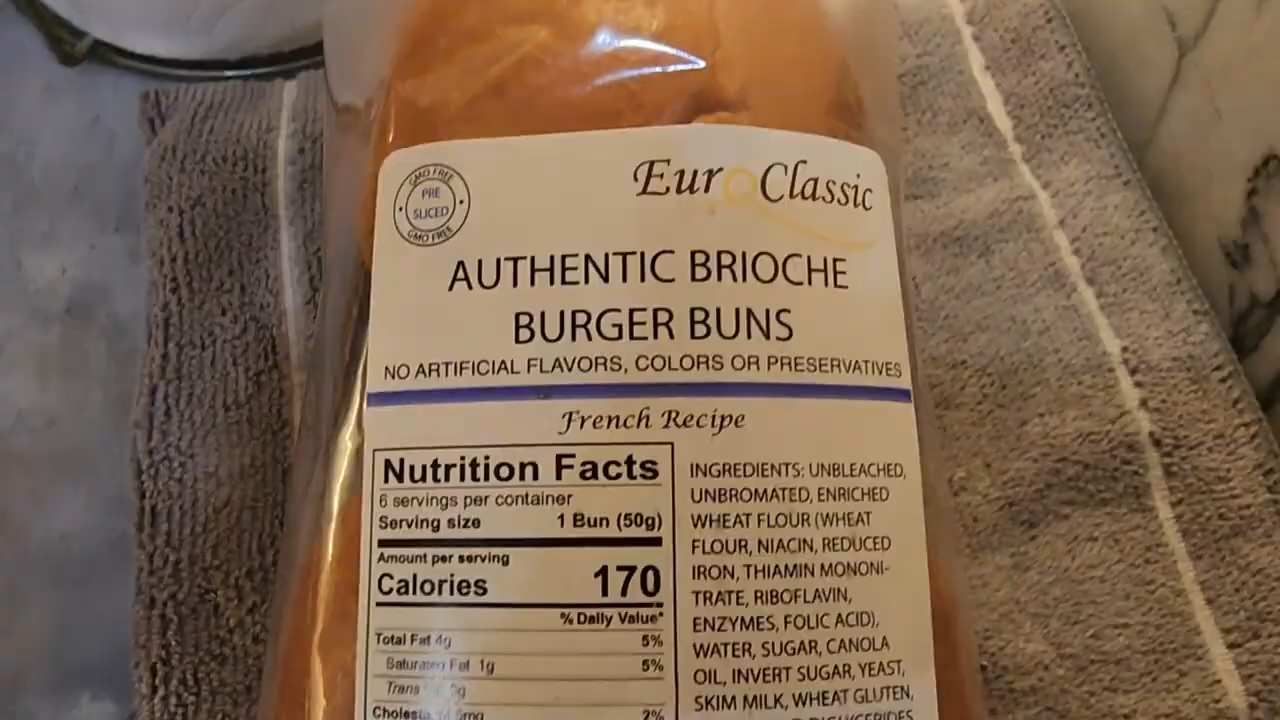 GMO FREE
PRE
SLICED
GMO FREE
Euro Classic
AUTHENTIC BRIOCHE
BURGER BUNS
NO ARTIFICIAL FLAVORS, COLORS OR PRESERVATIVES
French Recipe
Nutrition Facts
6 servings per container
Serving size 1 Bun (50g)
Amount per serving
Calories 170
% Daily Value*
Total Fat 4g 5%
Saturated Fat 1g 5%
Trans 0g
2%
INGREDIENTS: UNBLEACHED,
UNBROMATED, ENRICHED
WHEAT FLOUR (WHEAT
FLOUR, NIACIN, REDUCED
IRON, THIAMIN MONONI-
TRATE, RIBOFLAVIN,
ENZYMES, FOLIC ACID),
WATER, SUGAR, CANOLA
OIL, INVERT SUGAR, YEAST,
SKIM MILK, WHEAT GLUTEN,